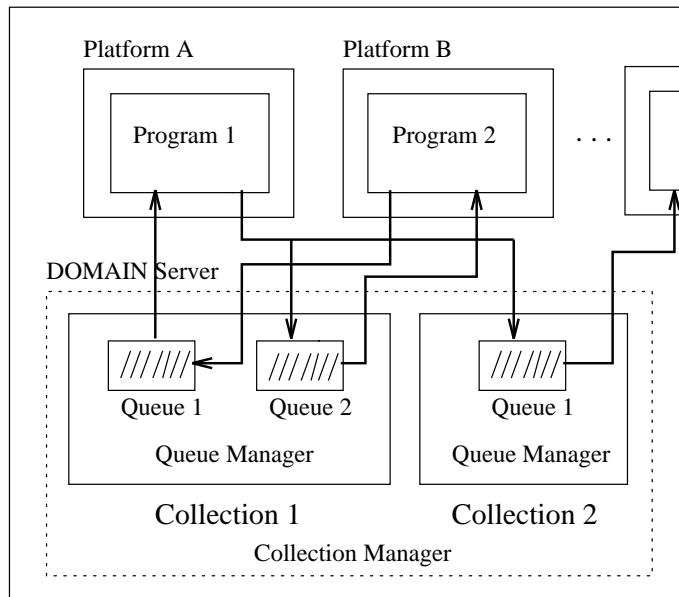 Platform A
Platform B
Program 1
Program 2
. . .
DOMAIN Server
Queue 1
Queue 2
Queue 1
Queue Manager
Queue Manager
Collection 1
Collection 2
Collection Manager